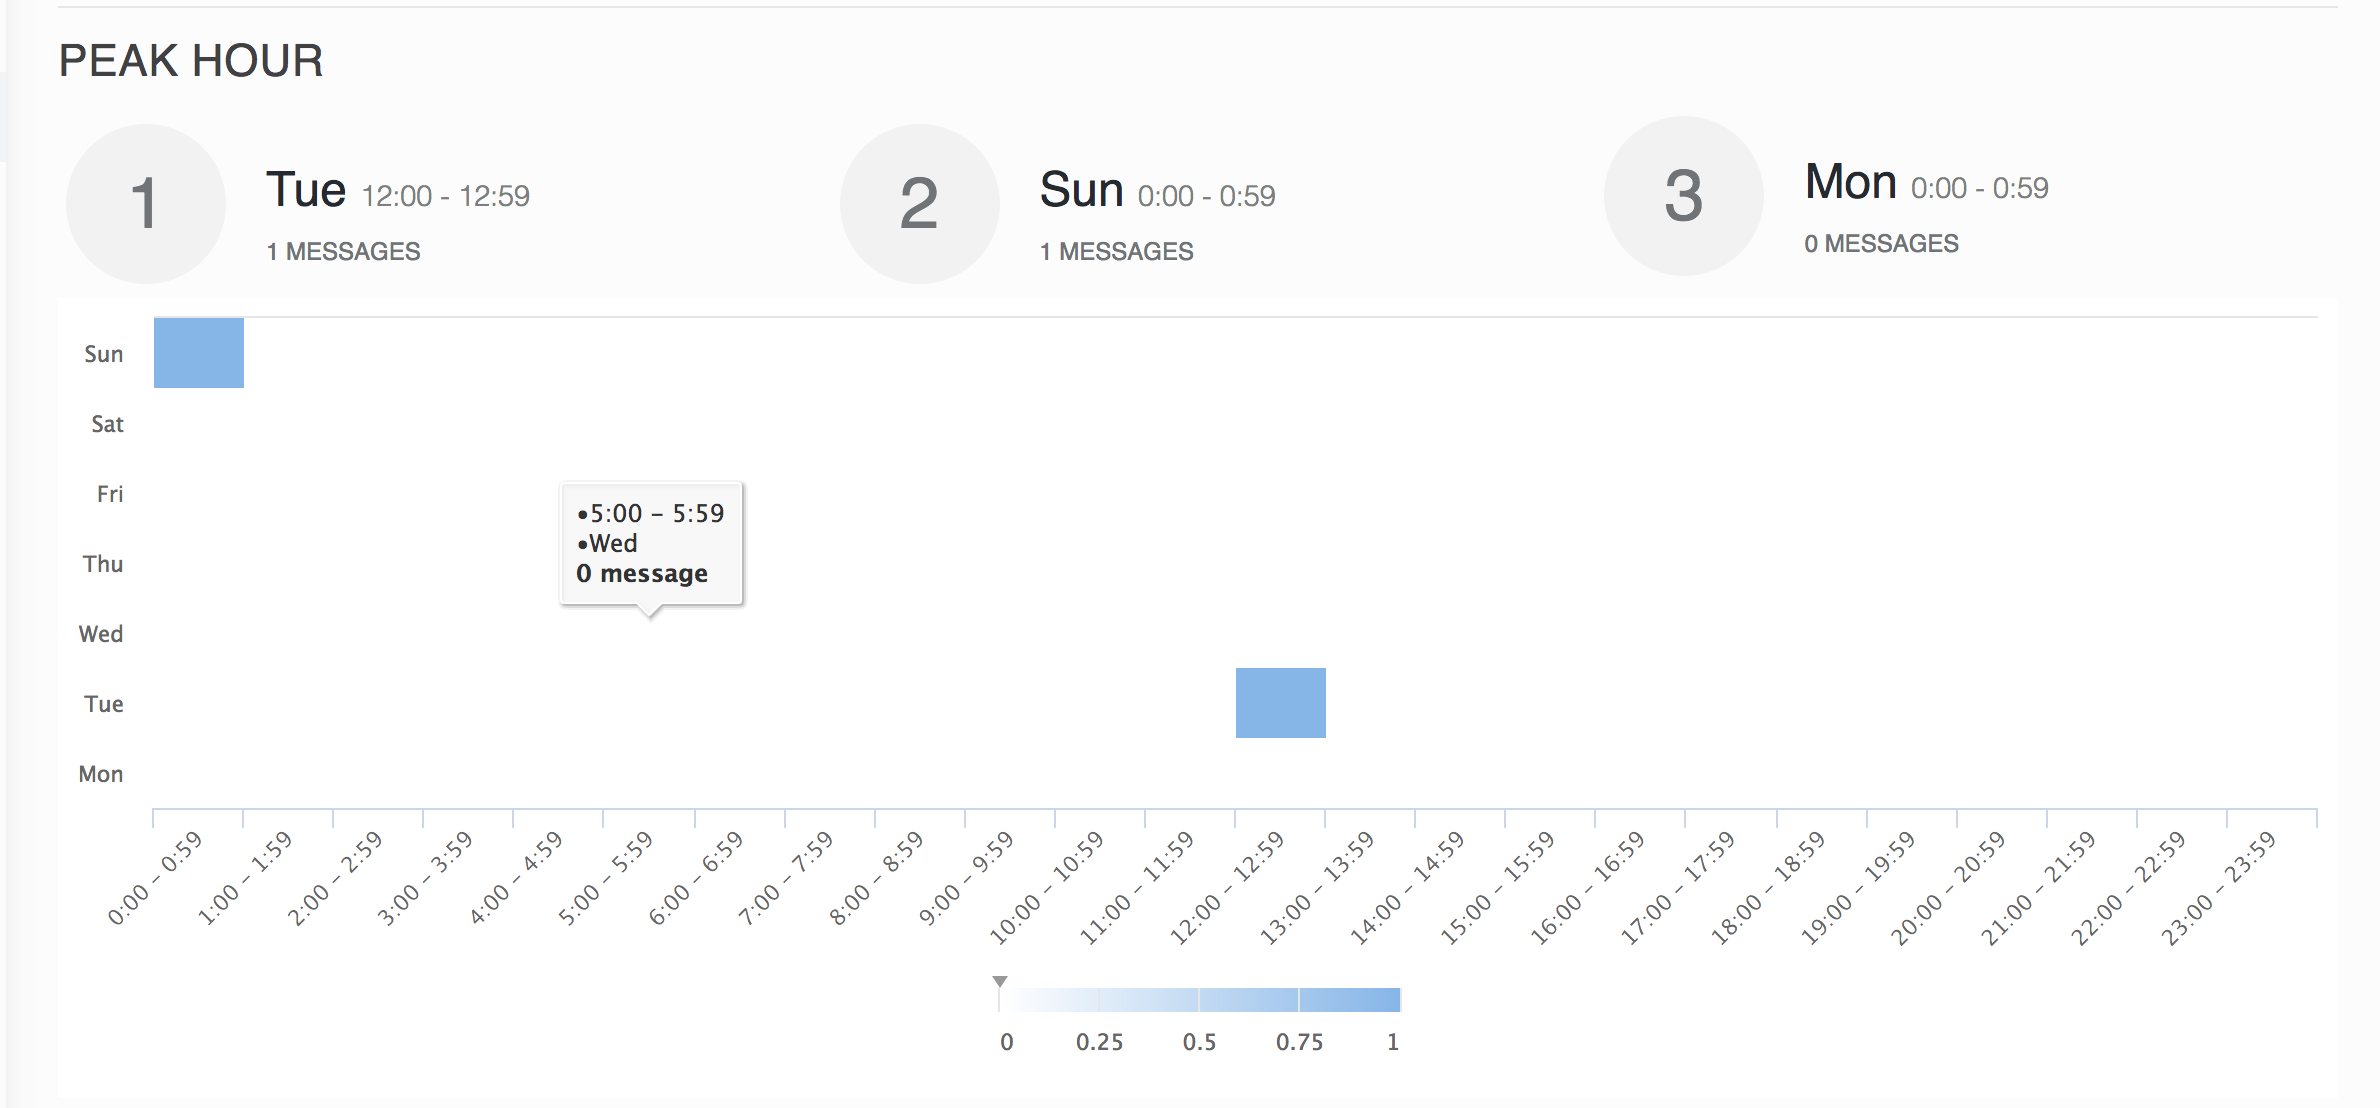 PEAK HOUR
1
Tue 12:00 - 12:59
1 MESSAGES
2
Sun 0:00 - 0:59
1 MESSAGES
3
Mon 0:00 - 0:59
0 MESSAGES
Sun
Sat
Fri
Thu
Wed
Tue
Mon
•5:00 – 5:59
•Wed
0 message
0:00 – 0:59
1:00 – 1:59
2:00 – 2:59
3:00 – 3:59
4:00 – 4:59
5:00 – 5:59
6:00 – 6:59
7:00 – 7:59
8:00 – 8:59
9:00 – 9:59
10:00 – 10:59
11:00 – 11:59
12:00 – 12:59
13:00 – 13:59
14:00 – 14:59
15:00 – 15:59
16:00 – 16:59
17:00 – 17:59
18:00 – 18:59
19:00 – 19:59
20:00 – 20:59
21:00 – 21:59
22:00 – 22:59
23:00 – 23:59
0 0.25 0.5 0.75 1